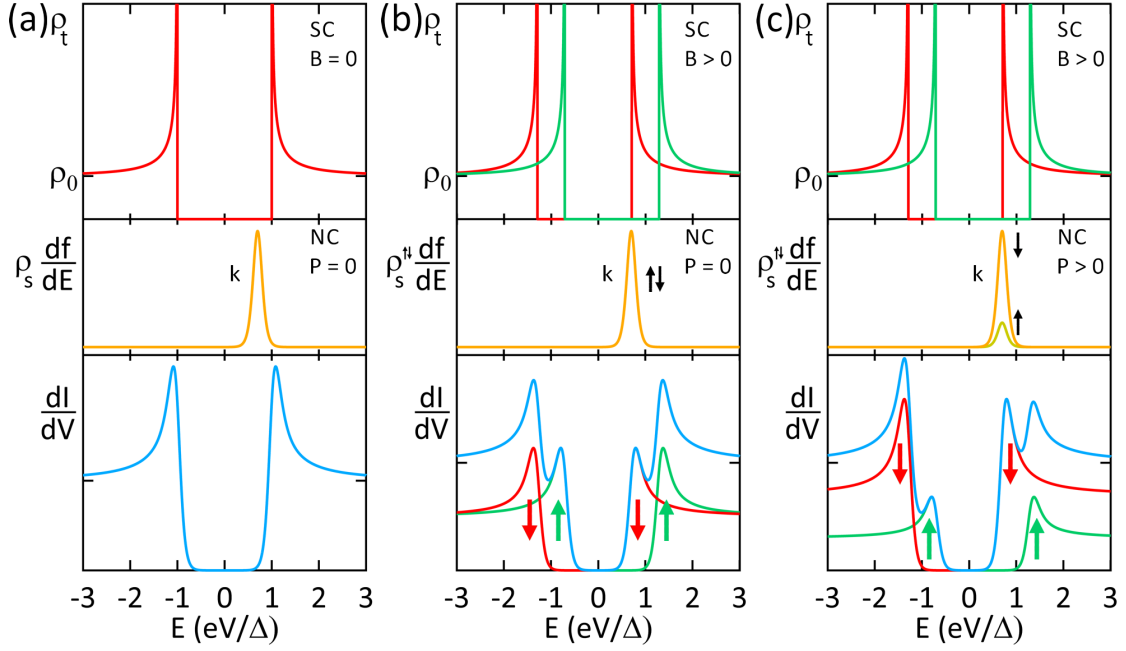 (a) ρt
SC
B = 0
ρ0
ρs df/dE
NC
P = 0
k
dI/dV
-3 -2 -1 0 1 2 3
E (eV/Δ)
(b) ρt
SC
B > 0
ρ0
ρs↑↓ df/dE
NC
P = 0
k
↑↓
dI/dV
-3 -2 -1 0 1 2 3
E (eV/Δ)
(c) ρt
SC
B > 0
ρ0
ρs↑↓ df/dE
NC
P > 0
k
↓
↑
dI/dV
-3 -2 -1 0 1 2 3
E (eV/Δ)